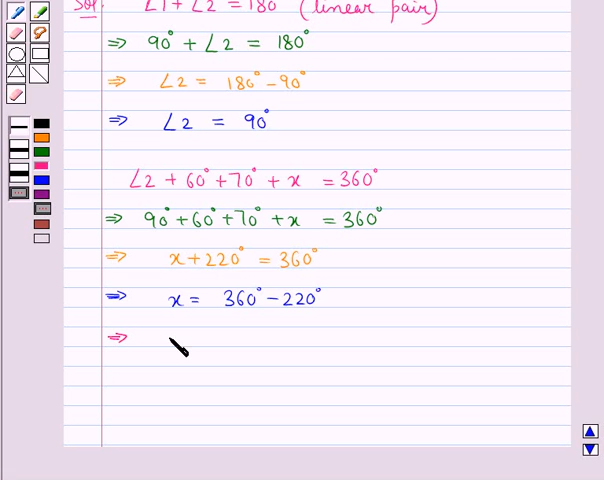 Sol. ∠1 + ∠2 = 180° (linear pair)
⇒ 90° + ∠2 = 180°
⇒ ∠2 = 180° - 90°
⇒ ∠2 = 90°
∠2 + 60° + 70° + x = 360°
⇒ 90° + 60° + 70° + x = 360°
⇒ x + 220° = 360°
⇒ x = 360° - 220°
⇒